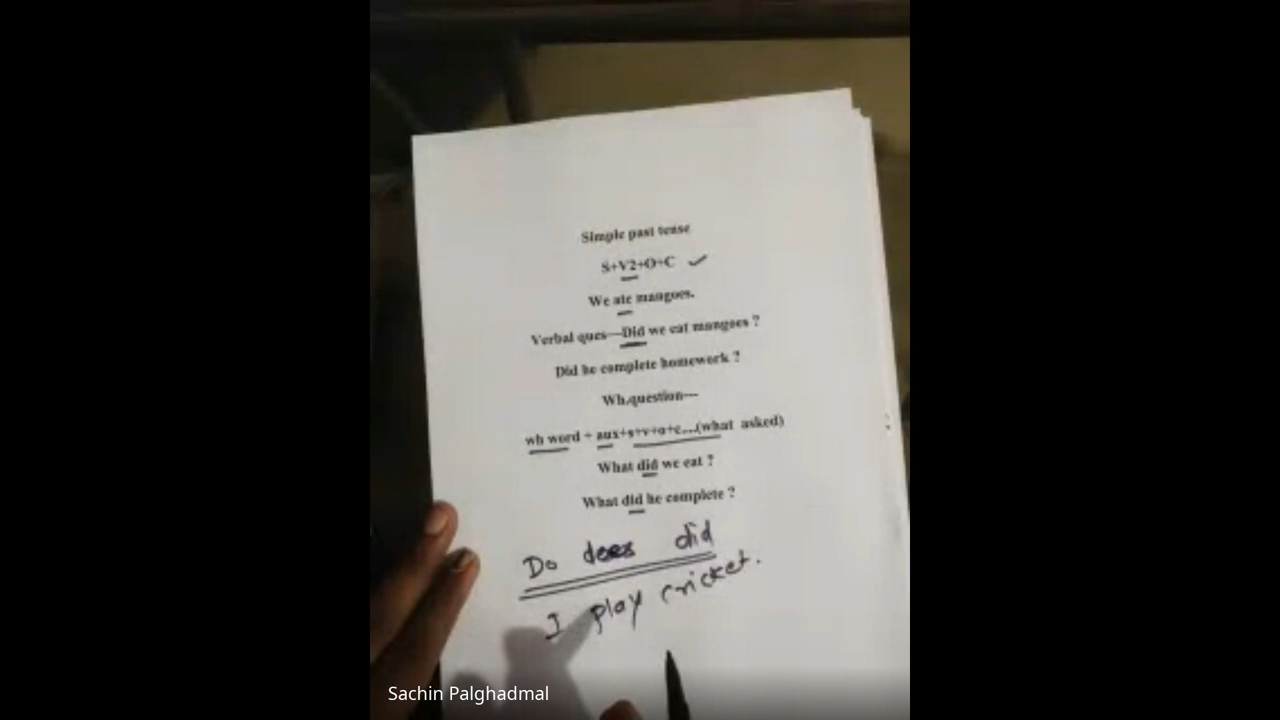 Simple past tense
S+V2+O+C ✓
We ate mangoes.
Verbal ques—Did we eat mangoes ?
Did he complete homework ?
Wh.question---
wh word + aux+s+v+o+c...(what asked)
What did we eat ?
What did he complete ?
Do does did
I play cricket.
Sachin Palghadmal